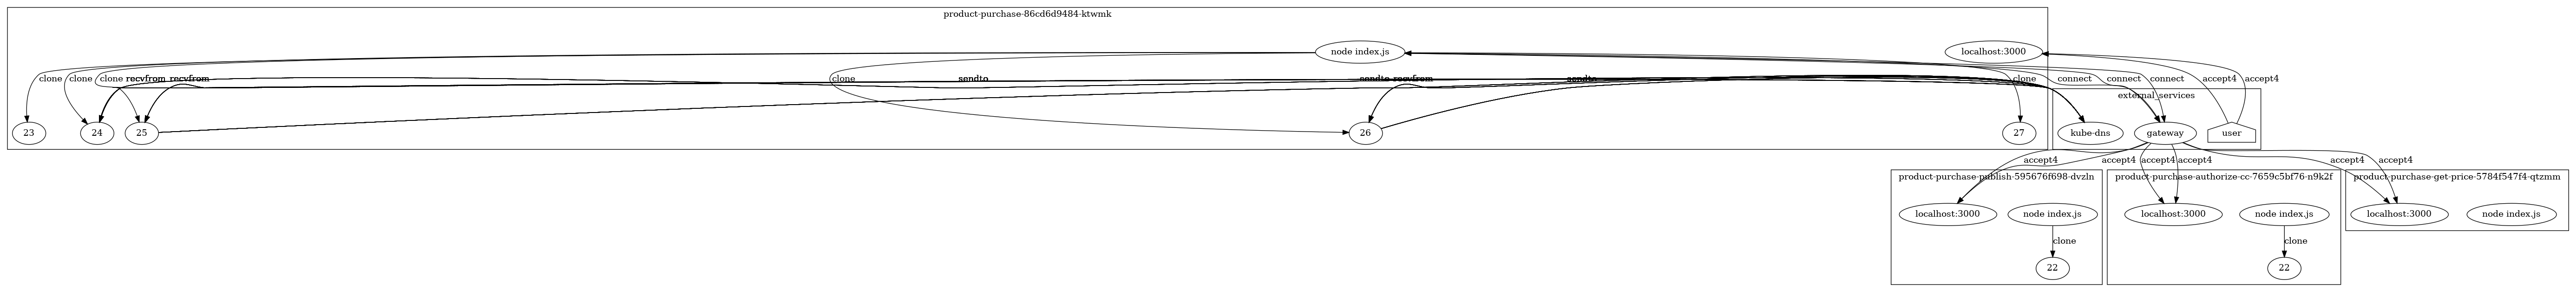 product-purchase-86cd6d9484-ktwmk
node index.js
localhost:3000
clone
clone
clone
recvfrom
recvfrom
sendto
clone
sendto
recvfrom
sendto
clone
connect
connect
connect
accept4
accept4
external_services
23
24
25
26
27
kube-dns
gateway
user
accept4
accept4
accept4
accept4
accept4
accept4
product-purchase-publish-595676f698-dvzln
product-purchase-authorize-cc-7659c5bf76-n9k2f
product-purchase-get-price-5784f547f4-qtzmm
localhost:3000
node index.js
localhost:3000
node index.js
localhost:3000
node index.js
clone
clone
22
22